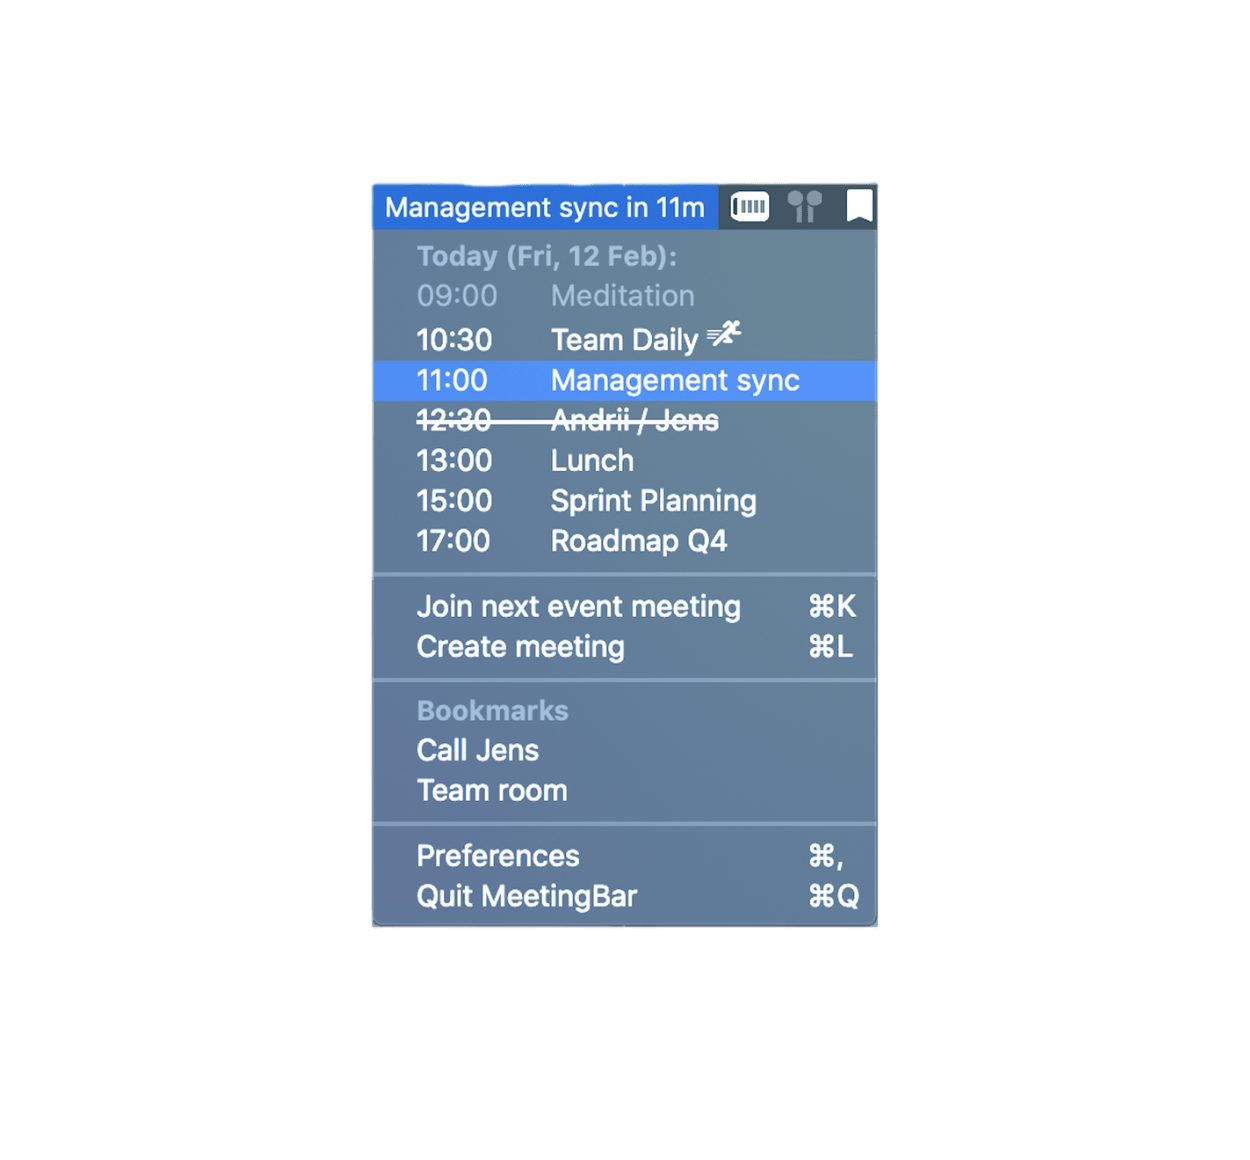 Management sync in 11m
Today (Fri, 12 Feb):
09:00 Meditation
10:30 Team Daily
11:00 Management sync
12:30 Andrii / Jens
13:00 Lunch
15:00 Sprint Planning
17:00 Roadmap Q4
Join next event meeting ⌘K
Create meeting ⌘L
Bookmarks
Call Jens
Team room
Preferences ⌘,
Quit MeetingBar ⌘Q